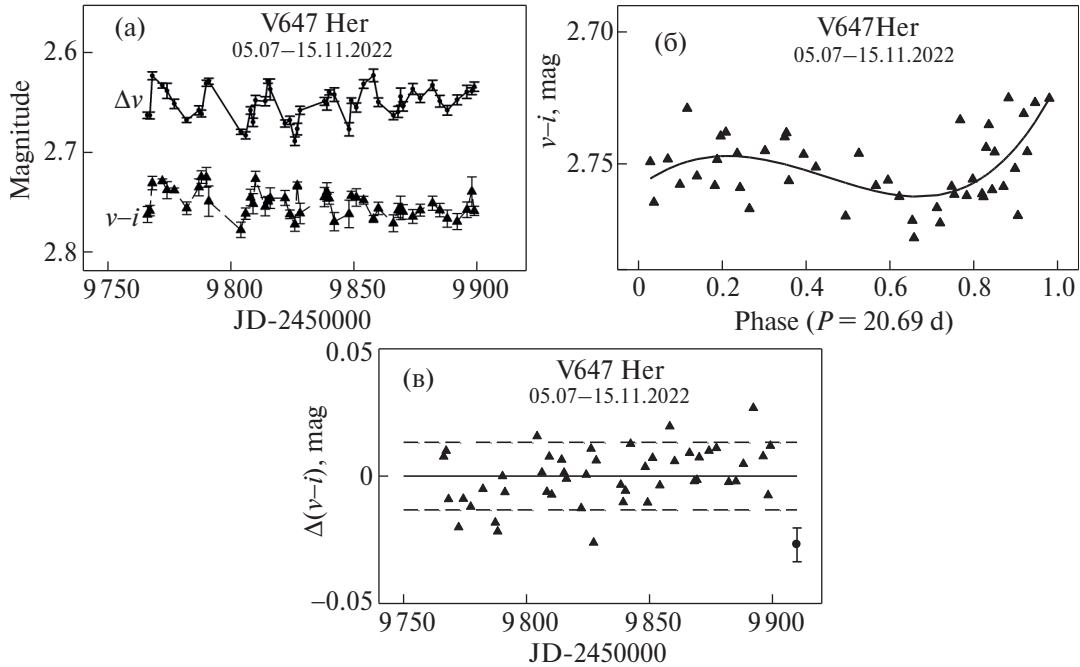 (а)
V647 Her
05.07–15.11.2022
2.6
2.7
2.8
Magnitude
Δv
v–i
9750
9800
9850
9900
JD-2450000
(б)
V647Her
05.07–15.11.2022
2.70
2.75
v–i, mag
0
0.2
0.4
0.6
0.8
1.0
Phase (P = 20.69 d)
(в)
V647 Her
05.07–15.11.2022
0.05
0
–0.05
Δ(v–i), mag
9750
9800
9850
9900
JD-2450000